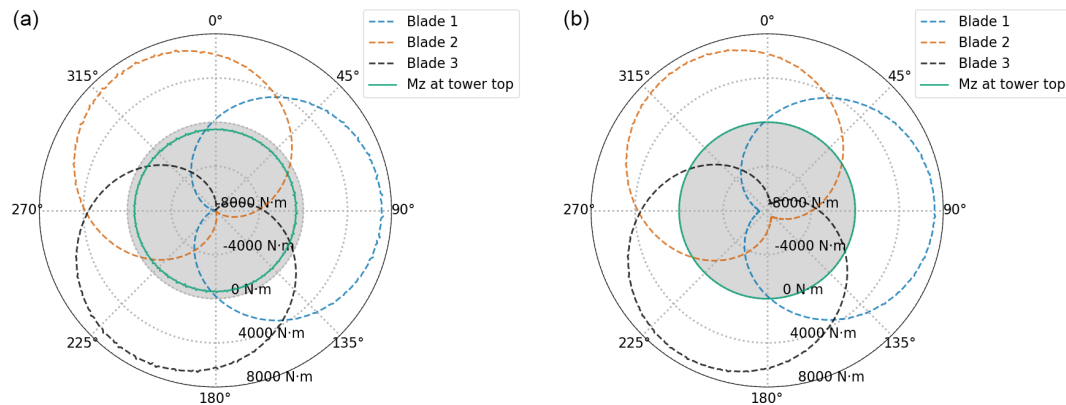 (a)
0°
45°
90°
135°
180°
225°
270°
315°
-8000 N·m
-4000 N·m
0 N·m
4000 N·m
8000 N·m
Blade 1
Blade 2
Blade 3
Mz at tower top
(b)
0°
45°
90°
135°
180°
225°
270°
315°
-8000 N·m
-4000 N·m
0 N·m
4000 N·m
8000 N·m
Blade 1
Blade 2
Blade 3
Mz at tower top